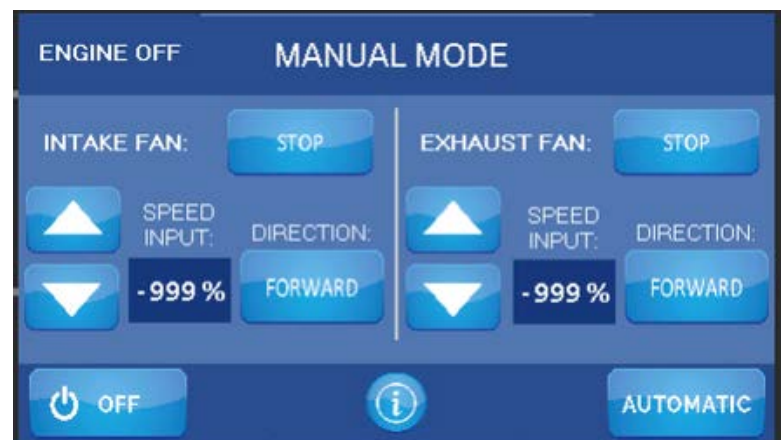 ENGINE OFF MANUAL MODE
INTAKE FAN: STOP
SPEED
INPUT:
DIRECTION:
-999 % FORWARD
EXHAUST FAN: STOP
SPEED
INPUT:
DIRECTION:
-999 % FORWARD
OFF
i
AUTOMATIC